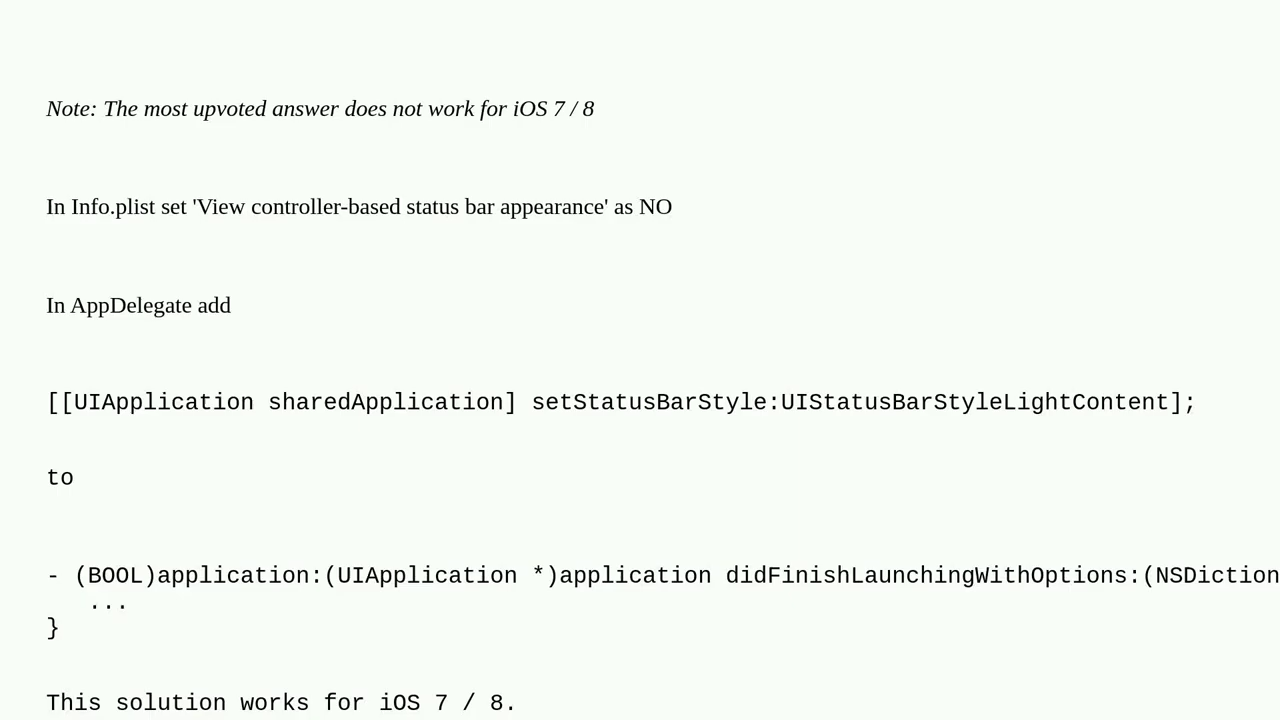 Note: The most upvoted answer does not work for iOS 7 / 8
In Info.plist set 'View controller-based status bar appearance' as NO
In AppDelegate add
[[UIApplication sharedApplication] setStatusBarStyle:UIStatusBarStyleLightContent];
to
- (BOOL)application:(UIApplication *)application didFinishLaunchingWithOptions:(NSDiction
...
}
This solution works for iOS 7 / 8.